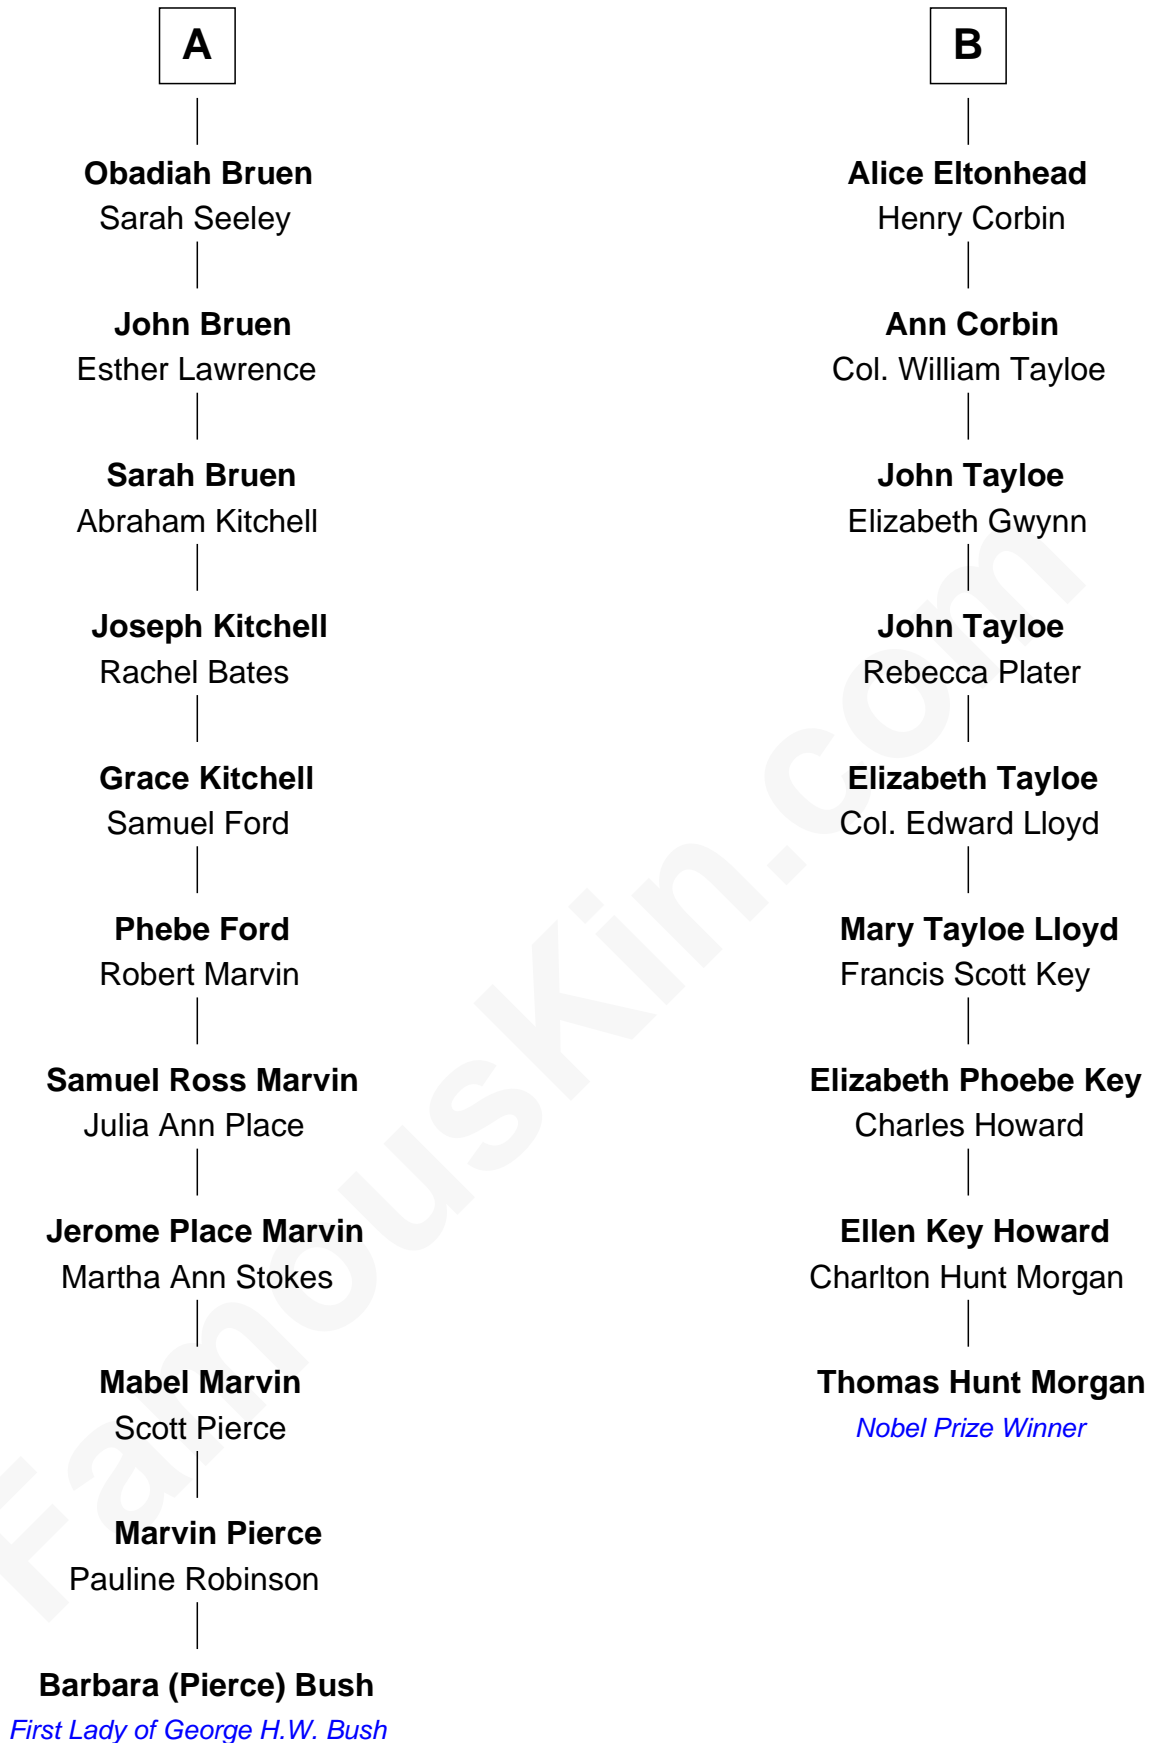 A
Obadiah Bruen
Sarah Seeley
John Bruen
Esther Lawrence
Sarah Bruen
Abraham Kitchell
Joseph Kitchell
Rachel Bates
Grace Kitchell
Samuel Ford
Phebe Ford
Robert Marvin
Samuel Ross Marvin
Julia Ann Place
Jerome Place Marvin
Martha Ann Stokes
Mabel Marvin
Scott Pierce
Marvin Pierce
Pauline Robinson
Barbara (Pierce) Bush
First Lady of George H.W. Bush
B
Alice Eltonhead
Henry Corbin
Ann Corbin
Col. William Tayloe
John Tayloe
Elizabeth Gwynn
John Tayloe
Rebecca Plater
Elizabeth Tayloe
Col. Edward Lloyd
Mary Tayloe Lloyd
Francis Scott Key
Elizabeth Phoebe Key
Charles Howard
Ellen Key Howard
Charlton Hunt Morgan
Thomas Hunt Morgan
Nobel Prize Winner
FamousKin.com